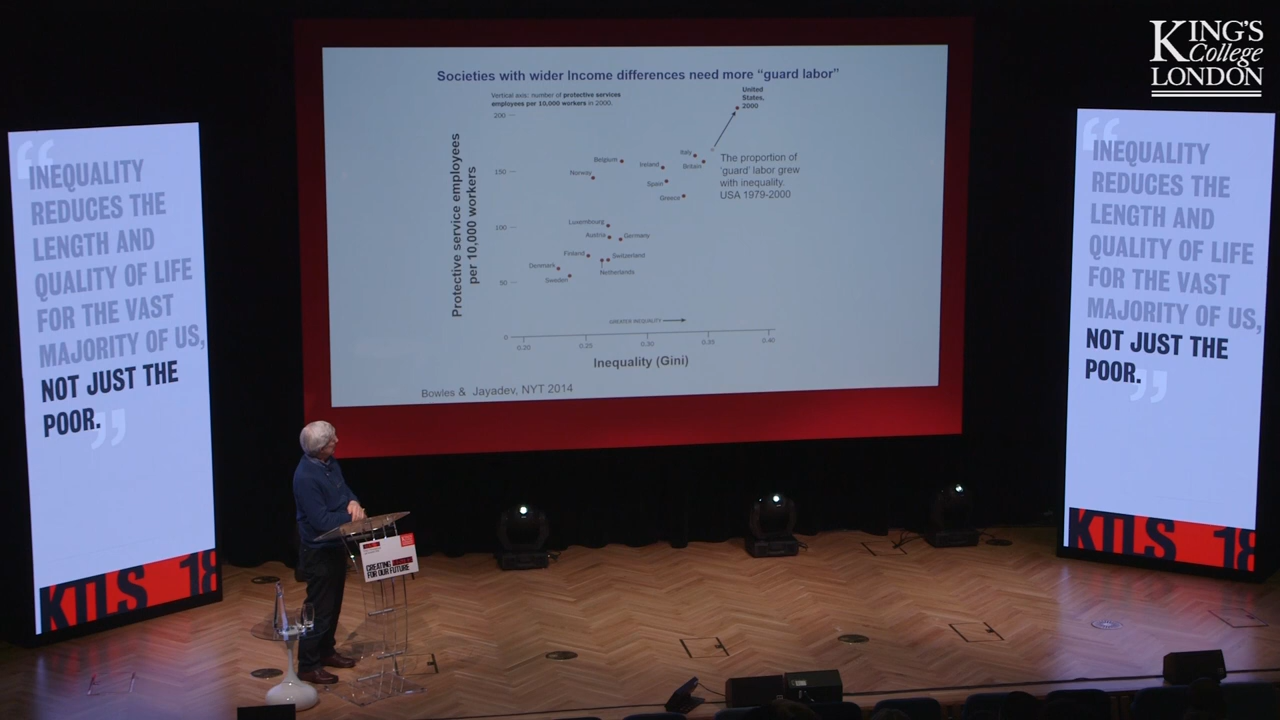 KING'S
College
LONDON
Societies with wider Income differences need more “guard labor”
Vertical axis: number of protective services
employees per 10,000 workers in 2000.
United
States,
2000
200
Protective service employees
per 10,000 workers
Belgium
Italy
Ireland
Britain
The proportion of
'guard' labor grew
with inequality.
USA 1979-2000
150
Norway
Spain
Greece
Luxembourg
100
Austria
Germany
Finland
Switzerland
Denmark
Netherlands
Sweden
50
GREATER INEQUALITY
0
0.20
0.25
0.30
0.35
0.40
Inequality (Gini)
Bowles & Jayadev, NYT 2014
“INEQUALITY
REDUCES THE
LENGTH AND
QUALITY OF LIFE
FOR THE VAST
MAJORITY OF US,
NOT JUST THE
POOR.”
“INEQUALITY
REDUCES THE
LENGTH AND
QUALITY OF LIFE
FOR THE VAST
MAJORITY OF US,
NOT JUST THE
POOR.”
CREATING
FOR OUR FUTURE